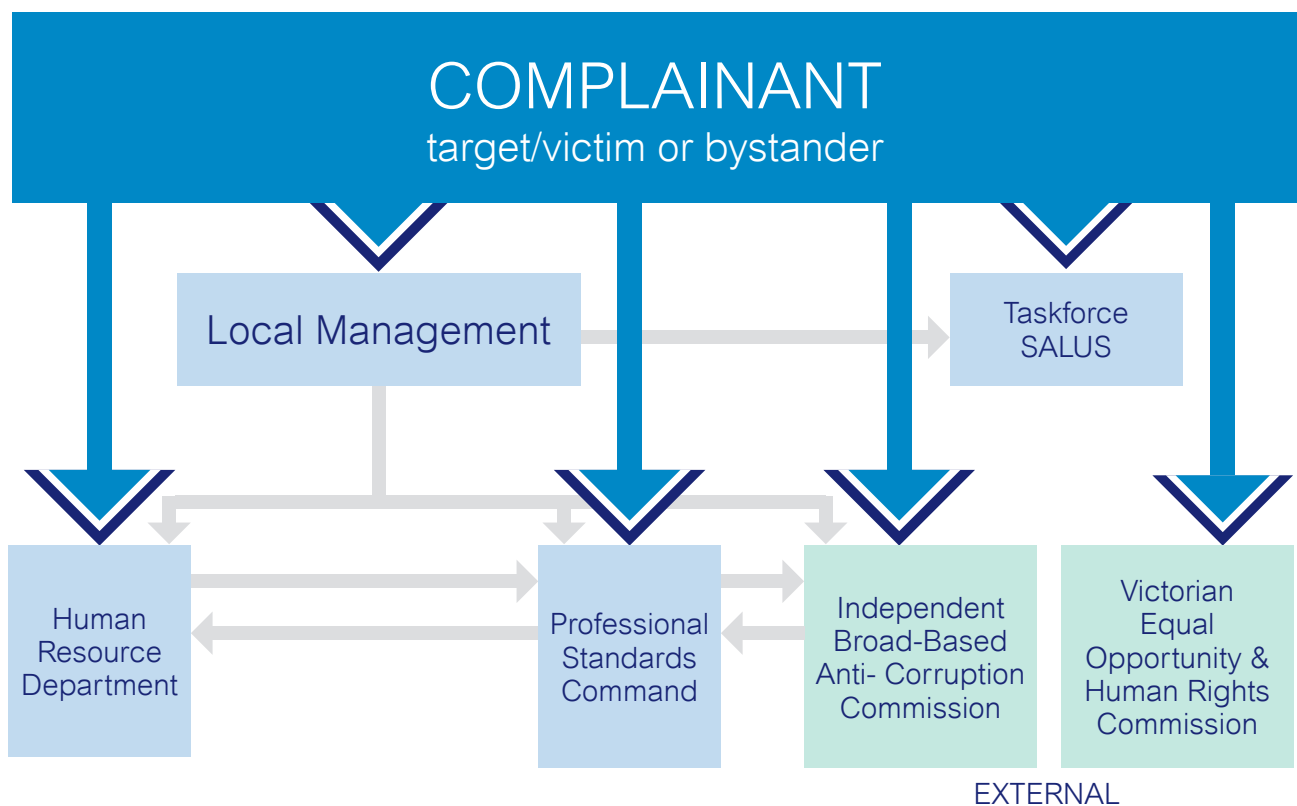 COMPLAINANT
target/victim or bystander
Local Management
Taskforce
SALUS
Human
Resource
Department
Professional
Standards
Command
Independent
Broad-Based
Anti- Corruption
Commission
Victorian
Equal
Opportunity &
Human Rights
Commission
EXTERNAL